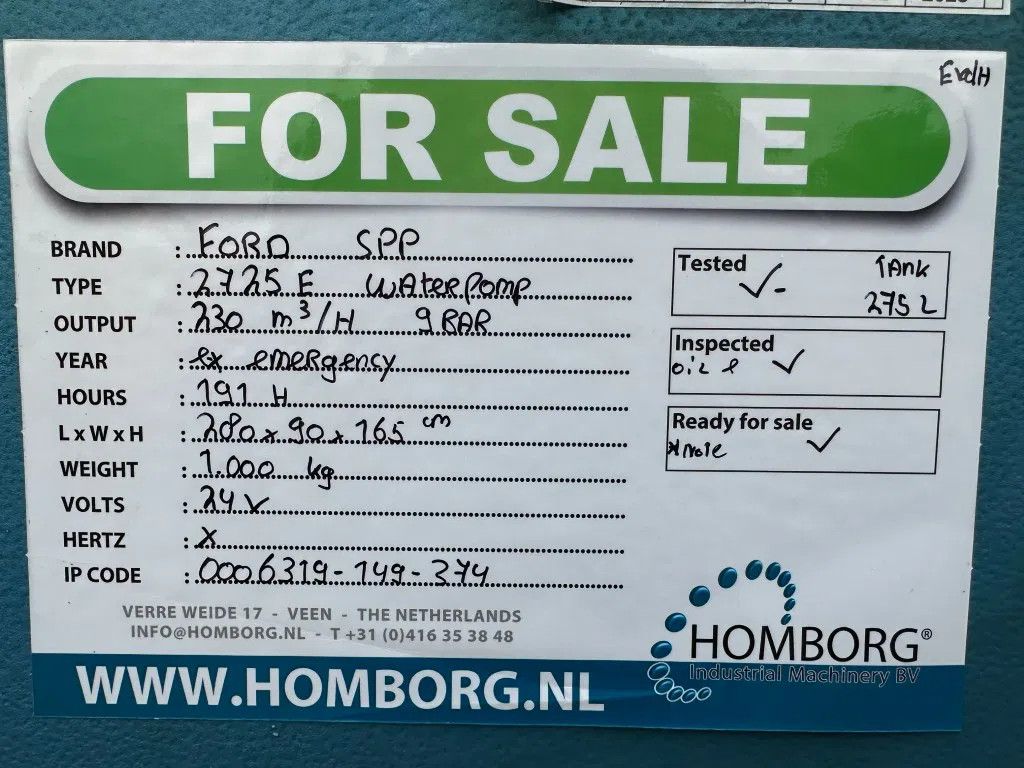 EvdH
FOR SALE
BRAND : FORD SPP
TYPE : 2725 E WAterPomp
OUTPUT : 230 m³/H 9 BAR
YEAR : ex emeRgency
HOURS : 191 H
L x W x H : 280 x 90 x 165 cm
WEIGHT : 1.000 kg
VOLTS : 24 V
HERTZ : x
IP CODE : 0006319-149-374
Tested ✓- TAnk
275 L
Inspected ✓
oil
Ready for sale ✓
VERRE WEIDE 17 - VEEN - THE NETHERLANDS
INFO@HOMBORG.NL - T +31 (0)416 35 38 48
HOMBORG®
Industrial Machinery BV
WWW.HOMBORG.NL